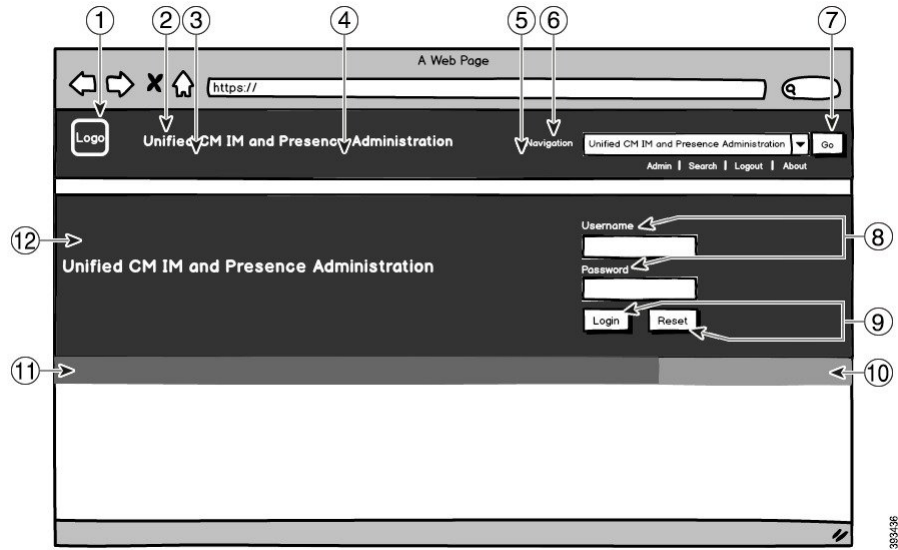 1 2 3 4 5 6 7
A Web Page
https://
Logo
Unified CM IM and Presence Administration
Navigation
Unified CM IM and Presence Administration
Go
Admin | Search | Logout | About
12
Unified CM IM and Presence Administration
Username
8
Password
Login
Reset
9
11
10
393436